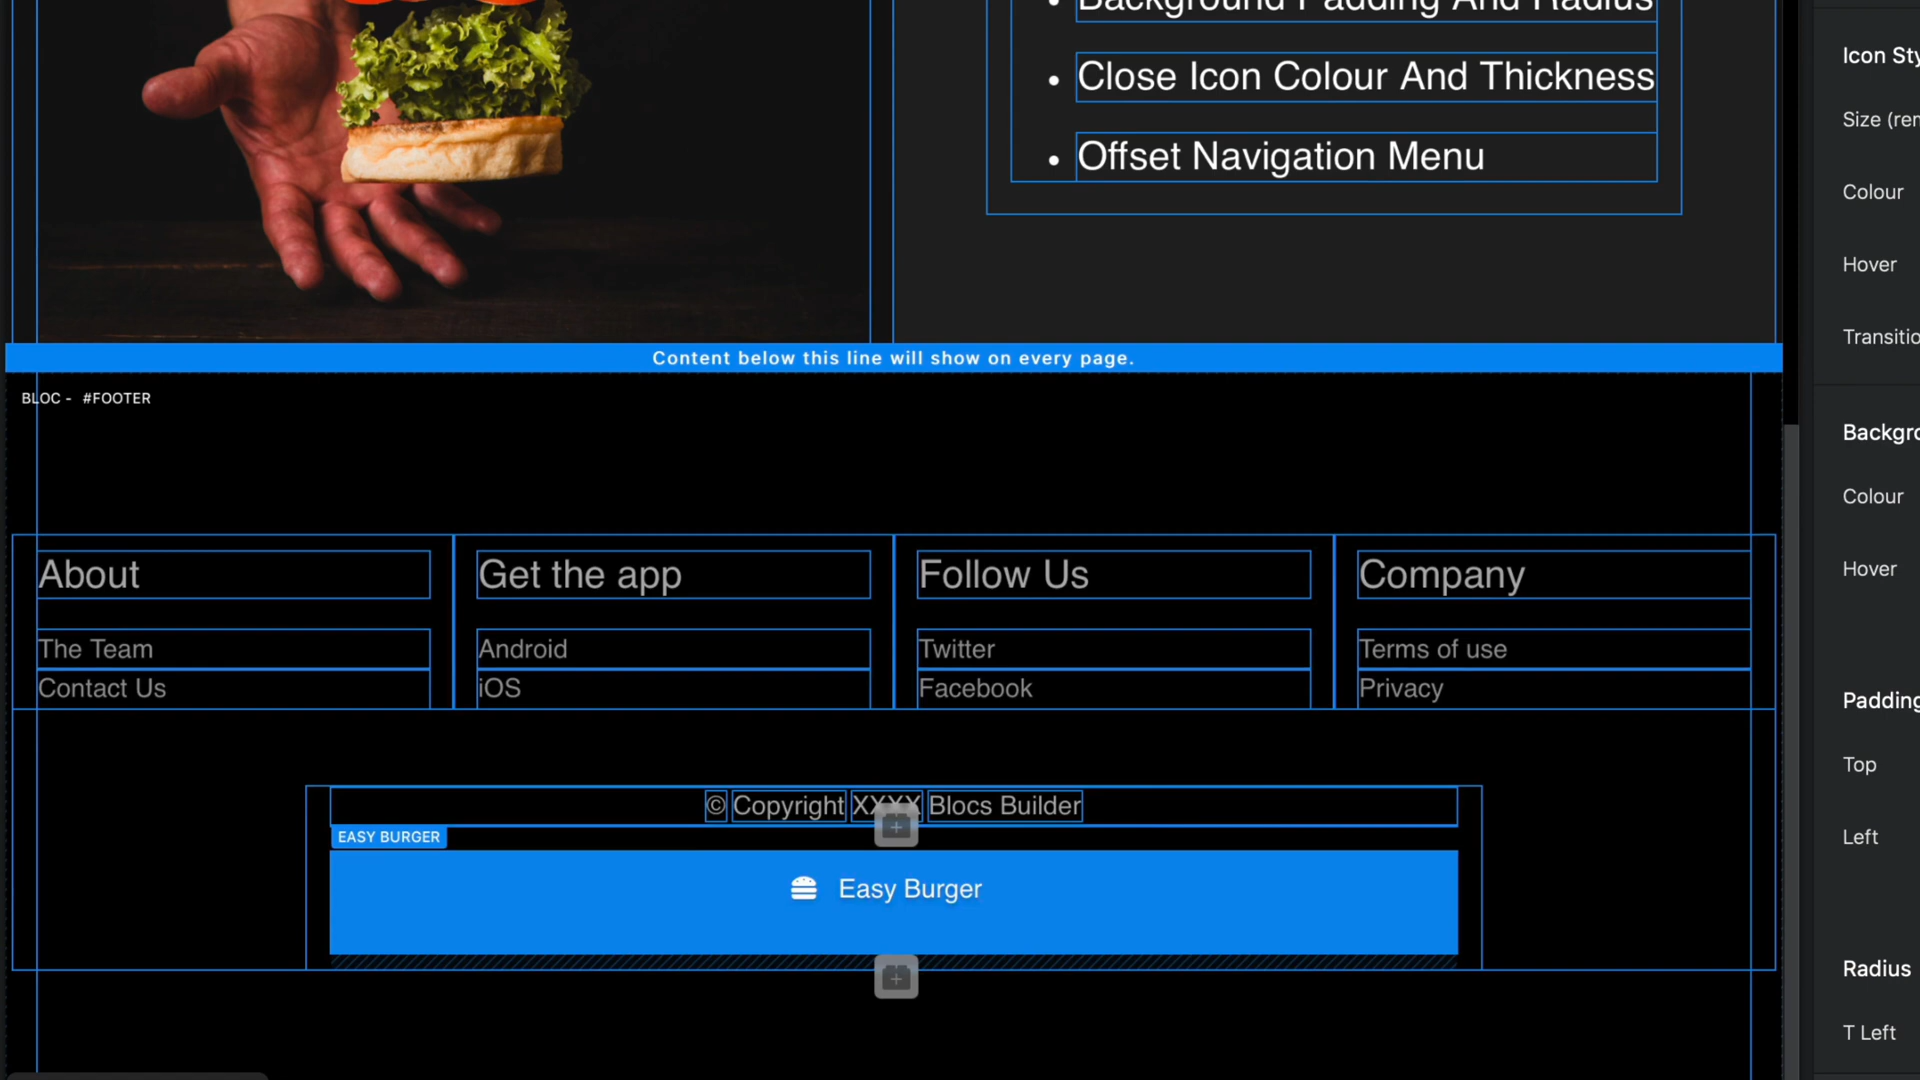 Background Padding And Radius
Close Icon Colour And Thickness
Offset Navigation Menu
Content below this line will show on every page.
BLOC - #FOOTER
About
The Team
Contact Us
Get the app
Android
iOS
Follow Us
Twitter
Facebook
Company
Terms of use
Privacy
© Copyright XXXX Blocs Builder
EASY BURGER
Easy Burger
Icon Sty
Size (rem
Colour
Hover
Transitio
Backgro
Colour
Hover
Padding
Top
Left
Radius
T Left